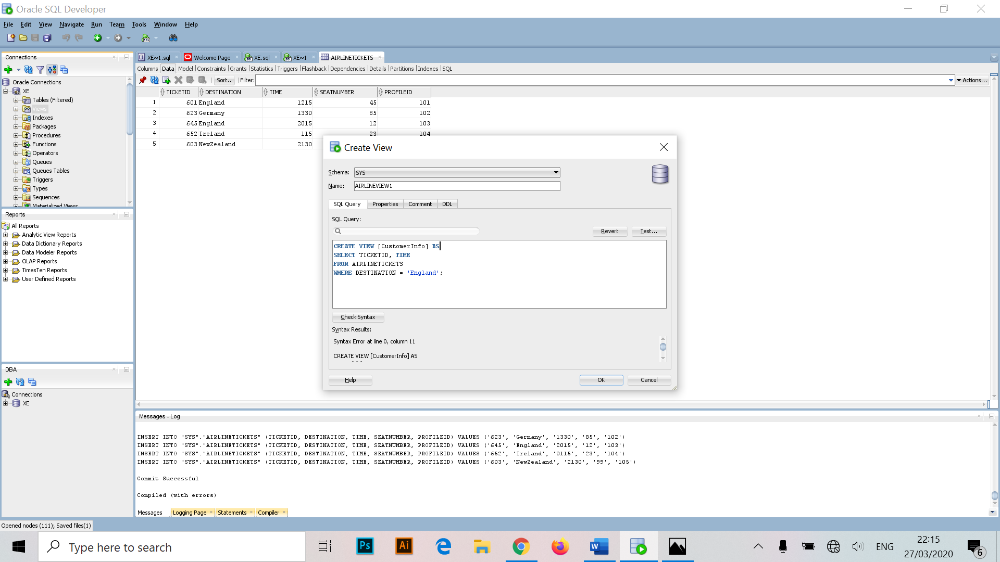 Oracle SQL Developer
File Edit View Navigate Run Team Tools Window Help
Connections
Oracle Connections
XE
Tables (Filtered)
Views
Indexes
Packages
Procedures
Functions
Operators
Queues
Queues Tables
Triggers
Types
Sequences
Materialized Views
Reports
All Reports
Analytic View Reports
Data Dictionary Reports
Data Modeler Reports
OLAP Reports
TimesTen Reports
User Defined Reports
DBA
Connections
XE
XE~1.sql Welcome Page XE.sql XE~1 AIRLINETICKETS
Columns Data Model Constraints Grants Statistics Triggers Flashback Dependencies Details Partitions Indexes SQL
Sort.. Filter: Actions...
TICKETID DESTINATION TIME SEATNUMBER PROFILEID
1 601 England 1215 45 101
2 623 Germany 1330 85 102
3 645 England 2015 12 103
4 652 Ireland 115 23 104
5 603 NewZealand 2130
Create View
Schema: SYS
Name: AIRLINEVIEW1
SQL Query Properties Comment DDL
SQL Query:
Revert Test...
CREATE VIEW [CustomerInfo] AS
SELECT TICKETID, TIME
FROM AIRLINETICKETS
WHERE DESTINATION = 'England';
Check Syntax
Syntax Results:
Syntax Error at line 0, column 11
CREATE VIEW [CustomerInfo] AS
^^^
Help OK Cancel
Messages - Log
INSERT INTO "SYS"."AIRLINETICKETS" (TICKETID, DESTINATION, TIME, SEATNUMBER, PROFILEID) VALUES ('623', 'Germany', '1330', '85', '102')
INSERT INTO "SYS"."AIRLINETICKETS" (TICKETID, DESTINATION, TIME, SEATNUMBER, PROFILEID) VALUES ('645', 'England', '2015', '12', '103')
INSERT INTO "SYS"."AIRLINETICKETS" (TICKETID, DESTINATION, TIME, SEATNUMBER, PROFILEID) VALUES ('652', 'Ireland', '0115', '23', '104')
INSERT INTO "SYS"."AIRLINETICKETS" (TICKETID, DESTINATION, TIME, SEATNUMBER, PROFILEID) VALUES ('603', 'NewZealand', '2130', '99', '105')
Commit Successful
Compiled (with errors)
Messages Logging Page Statements Compiler
Opened nodes (111); Saved files(1)
Type here to search
Ps Ai W
ENG
22:15
27/03/2020
6